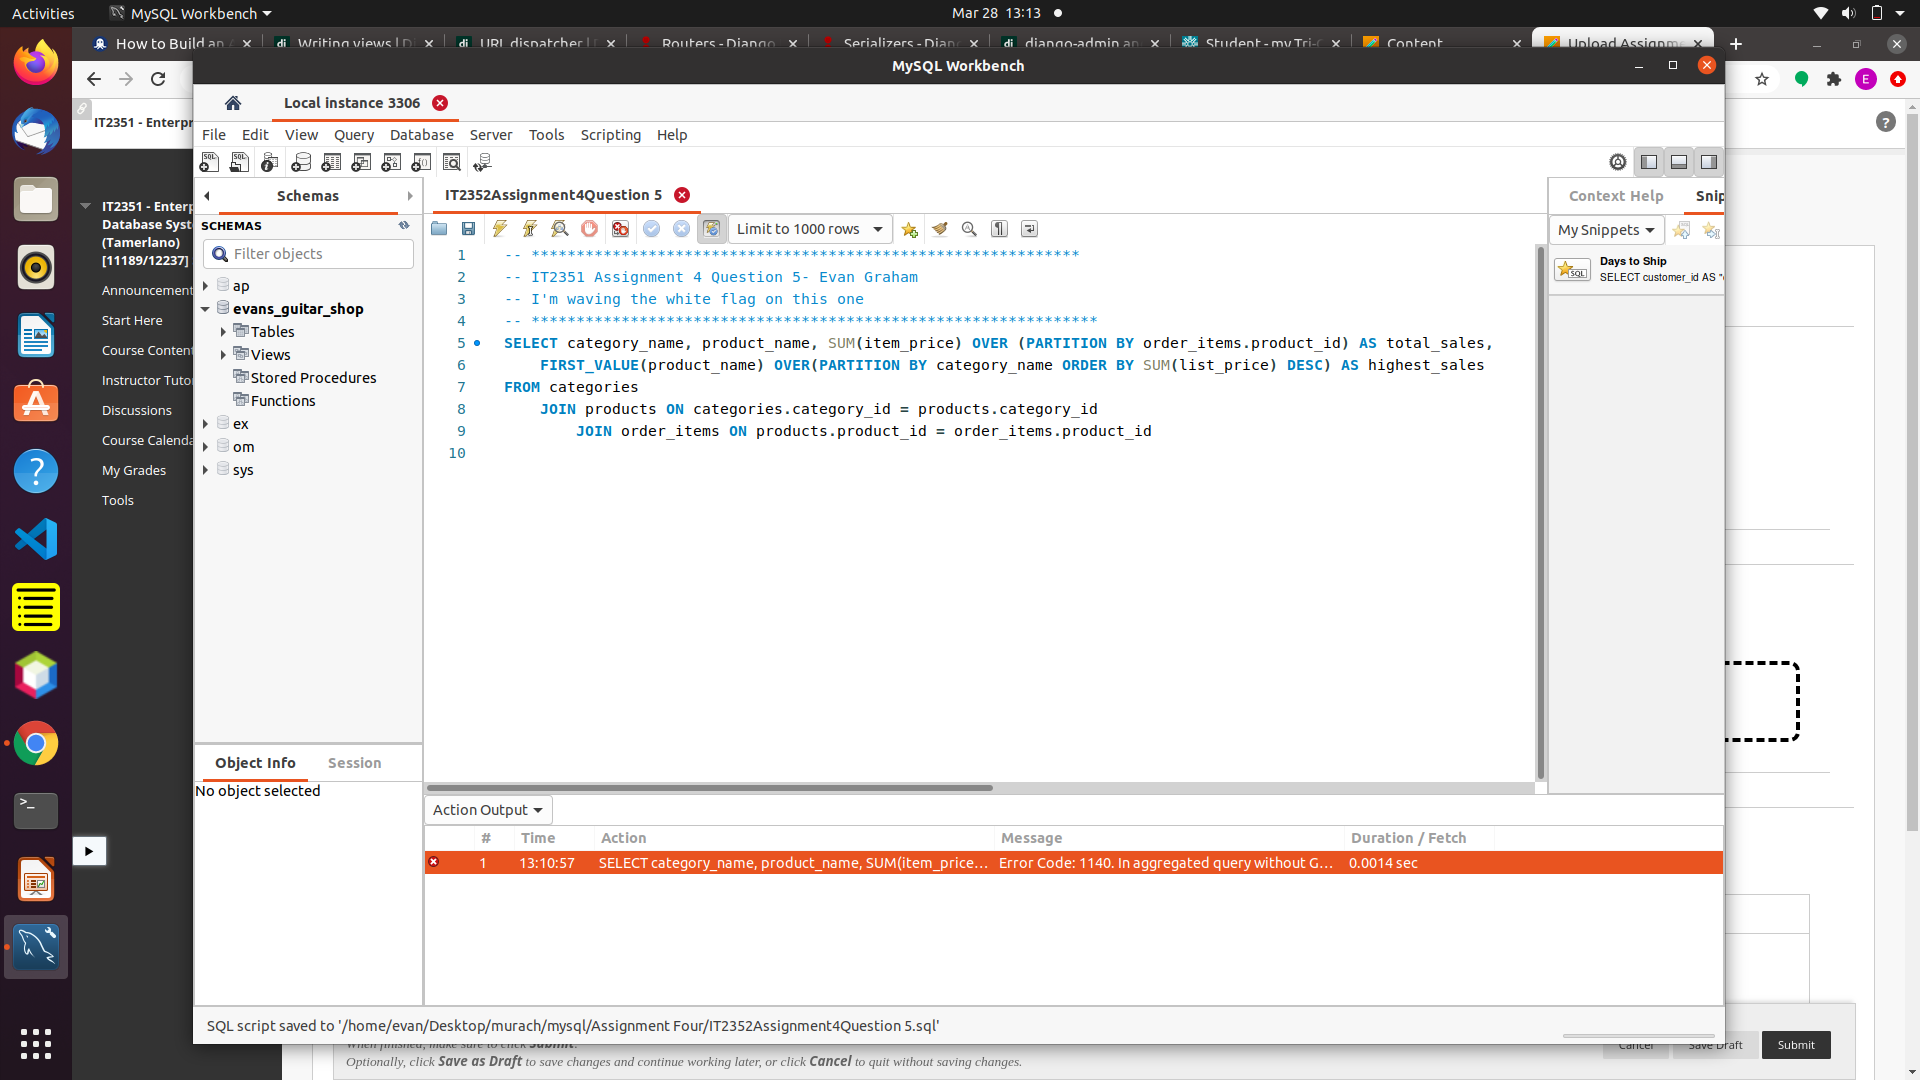 Activities
MySQL Workbench
Mar 28 13:13
How to Build an
Writing views | D
URL dispatcher |
Routers - Django
Serializers - Djan
django-admin an
Student - my Tri-C
Content
Upload Assignme
E
IT2351 - Enterpr
MySQL Workbench
Local instance 3306
File Edit View Query Database Server Tools Scripting Help
IT2351 - Enterp
Database Syste
(Tamerlano)
[11189/12237]
Announcement
Start Here
Course Content
Instructor Tutor
Discussions
Course Calenda
My Grades
Tools
Schemas
SCHEMAS
Filter objects
ap
evans_guitar_shop
Tables
Views
Stored Procedures
Functions
ex
om
sys
Object Info Session
No object selected
IT2352Assignment4Question 5
Limit to 1000 rows
1 -- *************************************************************
2 -- IT2351 Assignment 4 Question 5- Evan Graham
3 -- I'm waving the white flag on this one
4 -- ***************************************************************
5 SELECT category_name, product_name, SUM(item_price) OVER (PARTITION BY order_items.product_id) AS total_sales,
6 FIRST_VALUE(product_name) OVER(PARTITION BY category_name ORDER BY SUM(list_price) DESC) AS highest_sales
7 FROM categories
8 JOIN products ON categories.category_id = products.category_id
9 JOIN order_items ON products.product_id = order_items.product_id
10
Context Help Snip
My Snippets
Days to Ship
SELECT customer_id AS "
Action Output
# Time Action Message Duration / Fetch
1 13:10:57 SELECT category_name, product_name, SUM(item_price... Error Code: 1140. In aggregated query without G... 0.0014 sec
SQL script saved to '/home/evan/Desktop/murach/mysql/Assignment Four/IT2352Assignment4Question 5.sql'
When finished, make sure to click Submit.
Optionally, click Save as Draft to save changes and continue working later, or click Cancel to quit without saving changes.
Cancel Save Draft Submit